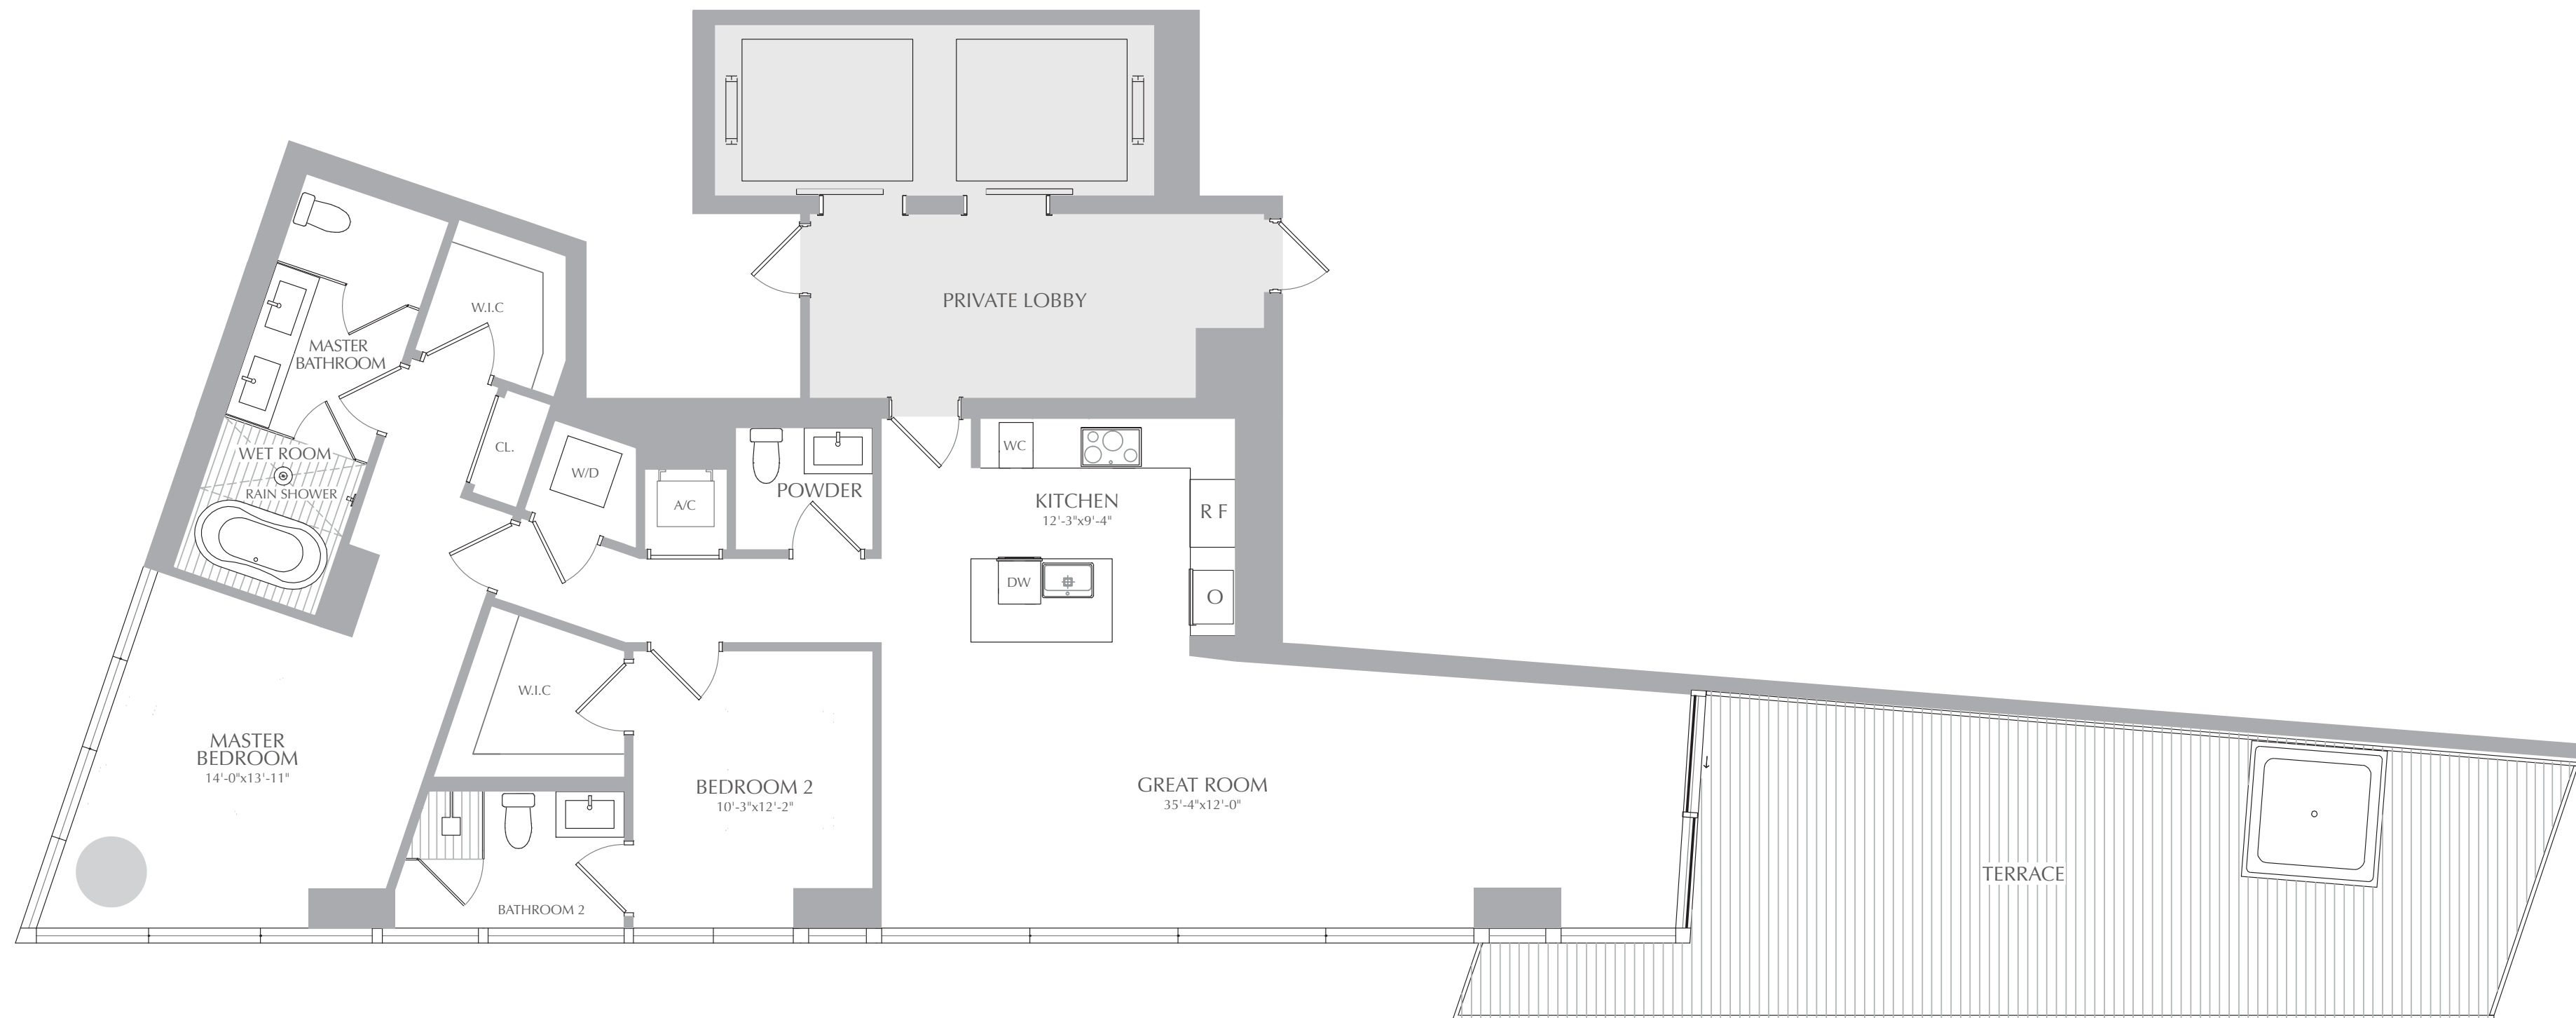 PRIVATE LOBBY
W.I.C
MASTER
BATHROOM
WET ROOM
RAIN SHOWER
CL.
W/D
A/C
POWDER
WC
KITCHEN
12'-3"x9'-4"
R F
DW
O
W.I.C
MASTER
BEDROOM
14'-0"x13'-11"
BEDROOM 2
10'-3"x12'-2"
GREAT ROOM
35'-4"x12'-0"
TERRACE
BATHROOM 2